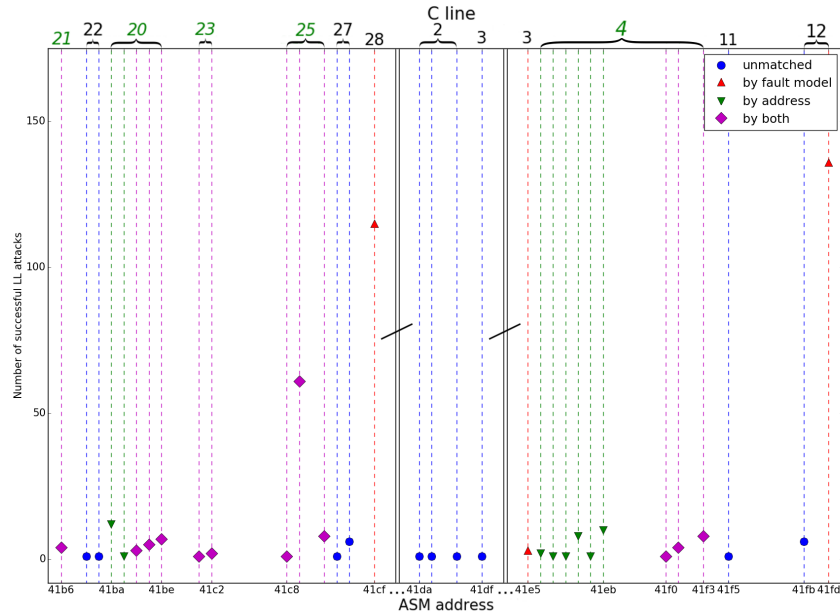 C line
21 22 20 23 25 27 28 2 3 3 4 11 12
unmatched
by fault model
by address
by both
150
100
50
0
Number of successful LL attacks
41b6 41ba 41be 41c2 41c8 41cf ... 41da 41df ... 41e5 41eb 41f0 41f3 41f5 41fb 41fd
ASM address